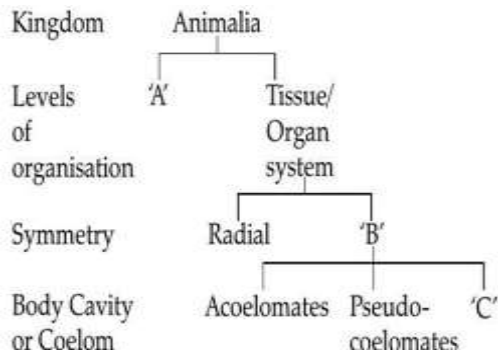 Kingdom Animalia
Levels 'A' Tissue/
of Organ
organisation system
Symmetry Radial 'B'
Body Cavity Acoelomates Pseudo- 'C'
or Coelom coelomates